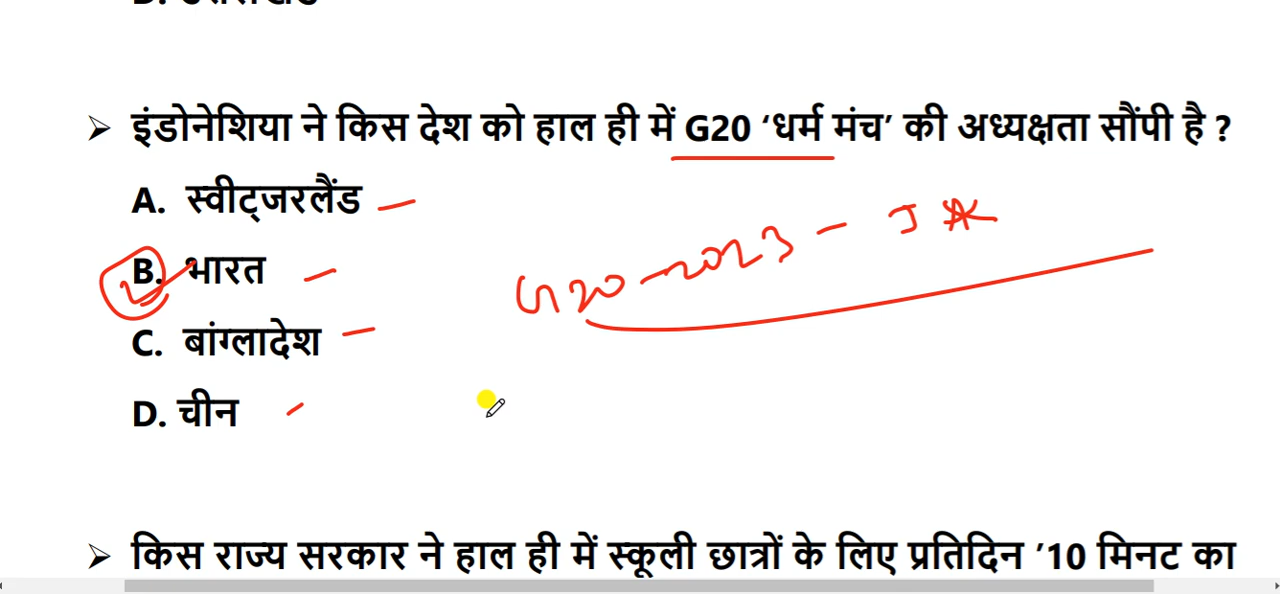 ➤ इंडोनेशिया ने किस देश को हाल ही में G20 ‘धर्म मंच’ की अध्यक्षता सौंपी है ?
A. स्वीट्जरलैंड
B. भारत
G20 - 2023 - J
C. बांग्लादेश
D. चीन
➤ किस राज्य सरकार ने हाल ही में स्कूली छात्रों के लिए प्रतिदिन ’10 मिनट का